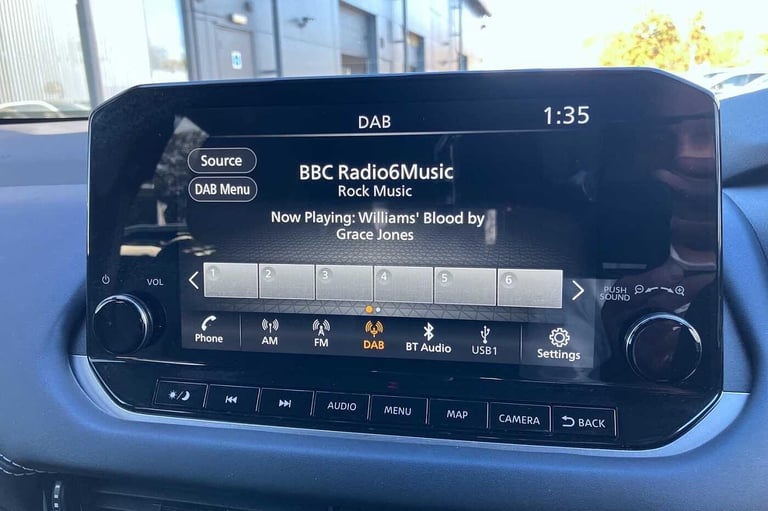 DAB
1:35
Source
BBC Radio6Music
Rock Music
DAB Menu
Now Playing: Williams' Blood by
Grace Jones
1 2 3 4 5 6
VOL
PUSH
SOUND
Phone
AM
FM
DAB
BT Audio
USB1
Settings
AUDIO
MENU
MAP
CAMERA
BACK